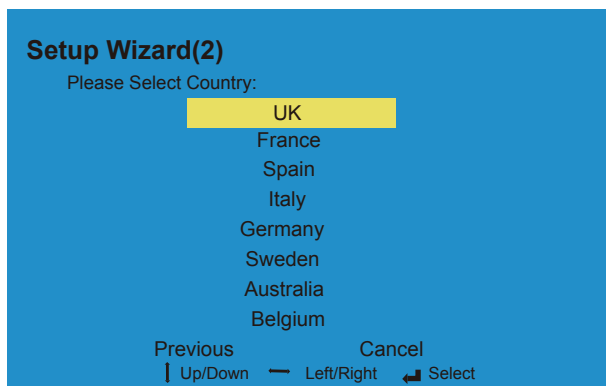 Setup Wizard(2)
Please Select Country:
UK
France
Spain
Italy
Germany
Sweden
Australia
Belgium
Previous Cancel
Up/Down Left/Right Select